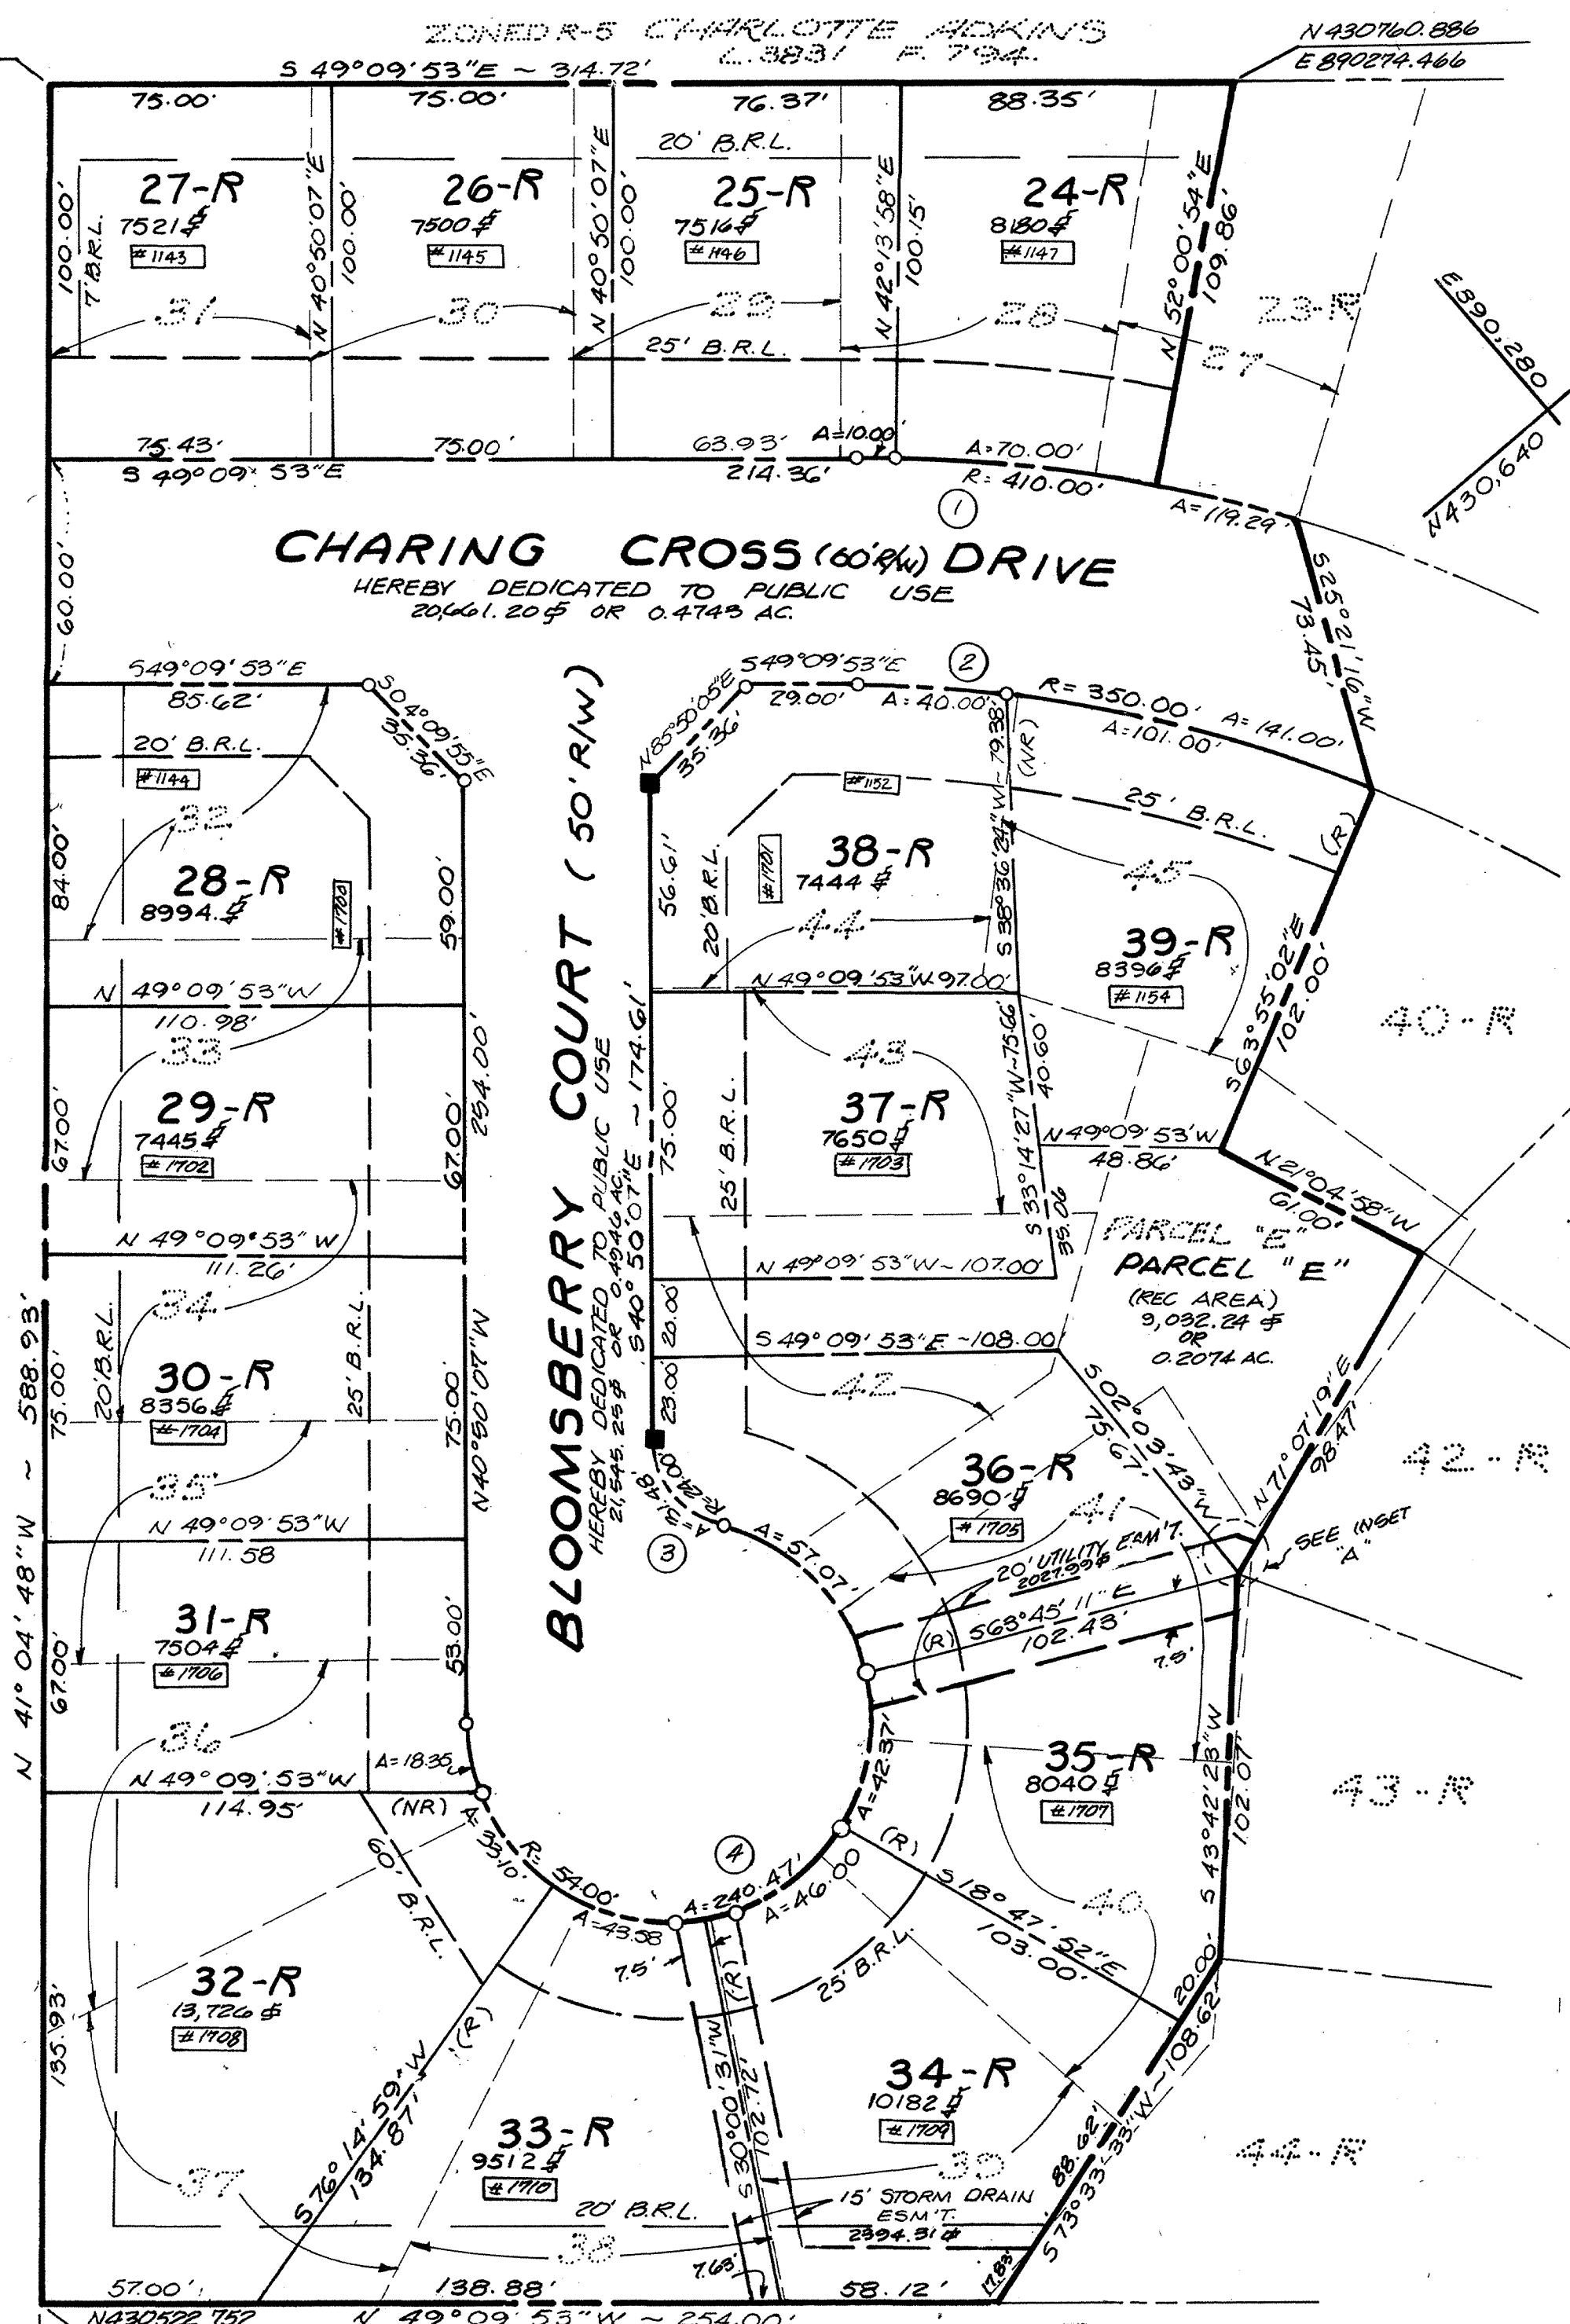 ZONED R-5 CHARLOTTE ADKINS
L.3831 F. 794.
N 430760.886
E 890274.466
S 49°09'53"E ~ 314.72'
75.00'
75.00'
76.37'
88.35'
20' B.R.L.
27-R
7521
#1143
26-R
7500
#1145
25-R
7516
#1146
24-R
8180
#1147
100.00'
7' B.R.L.
N 40°50'07"E
100.00'
N 40°50'07"E
100.00'
N 42°13'58"E
100.15'
N 52°00'54"E
109.86'
31
30
29
28
23-R
27
E 890,280
N 430,640
25' B.R.L.
75.43'
75.00'
63.93'
A=10.00'
A=70.00'
S 49°09' 53"E
214.36'
R= 410.00'
A=119.29'
1
CHARING CROSS (60' R/W) DRIVE
HEREBY DEDICATED TO PUBLIC USE
20,661.20 OR 0.4743 AC.
60.00'
S 25°21'16"W
73.45'
S49°09'53"E
85.62'
S 04°09'55"E
35.36'
N 85°50'05"E
35.36'
S49°09'53"E
29.00'
2
A=40.00'
R= 350.00'
A=101.00'
A=141.00'
20' B.R.L.
#1144
32
84.00'
28-R
8994.
#1700
59.00'
BLOOMSBERRY COURT (50' R/W)
HEREBY DEDICATED TO PUBLIC USE
21,545.25 OR 0.4946 AC.
S40°50'07"E ~ 174.61'
56.61'
20' B.R.L.
#1701
#1152
38-R
7444
44
S 38°36'24"W ~ 79.38'
(NR)
25' B.R.L.
(R)
45
39-R
8396
#1154
S63°55'02"E
102.00'
40-R
N 49°09'53"W
110.98'
33
N 49°09'53"W 97.00'
43
29-R
7445
#1702
67.00'
67.00'
254.00'
75.00'
25' B.R.L.
37-R
7650
#1703
S 33°14'27"W~75.66'
40.60'
35.06
N49°09'53"W
48.86'
N21°04'58"W
61.00'
N 49°09'53"W
111.26'
34
N 49°09'53"W~107.00'
PARCEL "E"
PARCEL "E"
(REC AREA)
9,032.24
OR
0.2074 AC.
20' B.R.L.
25' B.R.L.
N 41°04'48"W ~ 588.93'
75.00'
30-R
8356
#1704
75.00'
N40°50'07"W
20.00'
S 49°09'53"E ~108.00'
23.00'
42
S 02°03'43"W
75.67'
N 71°07'19"E
98.47'
42-R
35
36-R
8690
#1705
41
R=24.00'
A=31.48'
3
A=57.07'
20' UTILITY ESM'T.
2027.99
SEE INSET
"A"
N 49°09'53"W
111.58
31-R
7504
#1706
67.00'
53.00'
(R) S63°45'11"E
102.43'
7.5'
36
A=18.35
N 49°09'53"W
114.95'
(NR)
A=42.37'
35-R
8040
#1707
S 43°42'23"W
102.07'
43-R
A=33.10'
R= 54.00'
A=43.58
4
A=240.47'
A=46.00
(R)
S18°47'52"E
103.00'
40
60' B.R.L.
25' B.R.L.
7.5'
(R)
20.00'
32-R
13,726
#1708
135.93'
(R)
S 76°14'59"W
134.87'
S 30°00'31"W
102.72'
34-R
10182
#1709
39
88.62'
S 73°33'33"W~108.62'
44-R
37
33-R
9512
#1710
20' B.R.L.
38
15' STORM DRAIN
ESM'T.
2394.31
7.63'
17.83'
57.00'
138.88'
58.12'
N430522.752
N 49°09'53"W ~ 254.00'